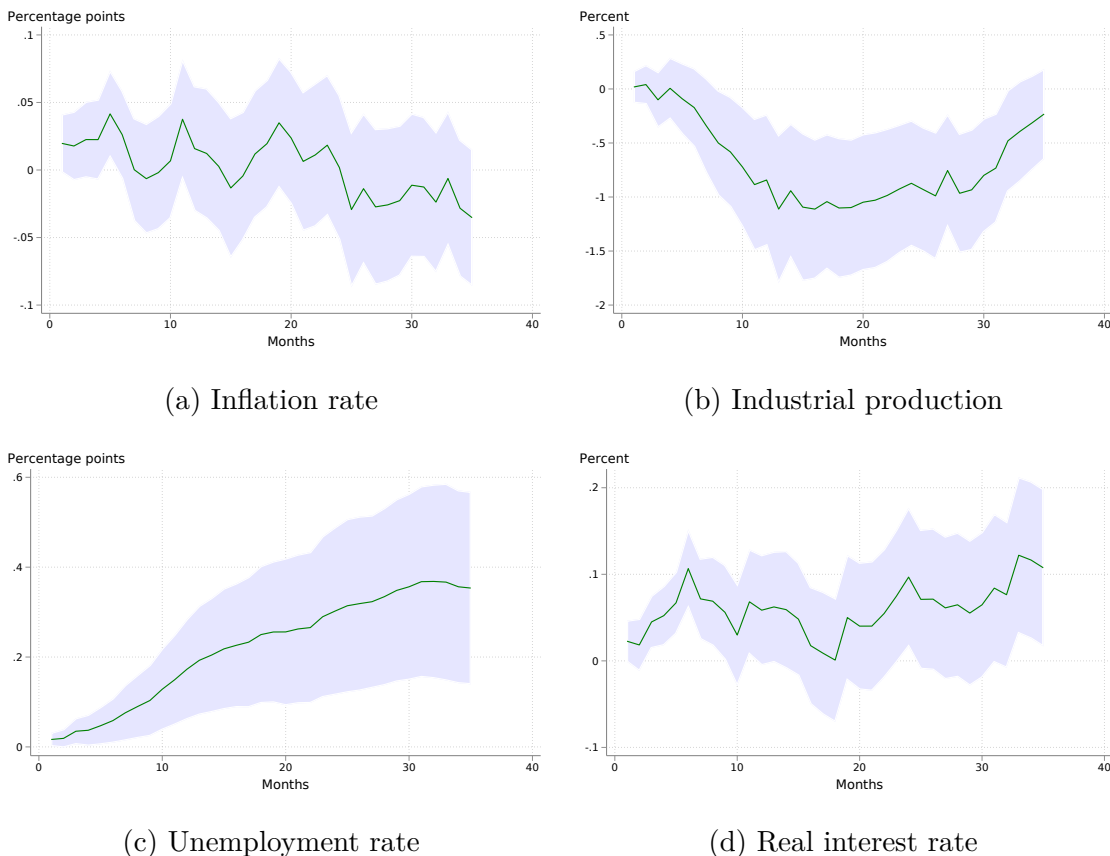 Percentage points
.1
.05
0
-.05
-.1
0 10 20 30 40
Months
(a) Inflation rate
Percent
.5
0
-.5
-1
-1.5
-2
0 10 20 30 40
Months
(b) Industrial production
Percentage points
.6
.4
.2
0
0 10 20 30 40
Months
(c) Unemployment rate
Percent
.2
.1
0
-.1
0 10 20 30 40
Months
(d) Real interest rate